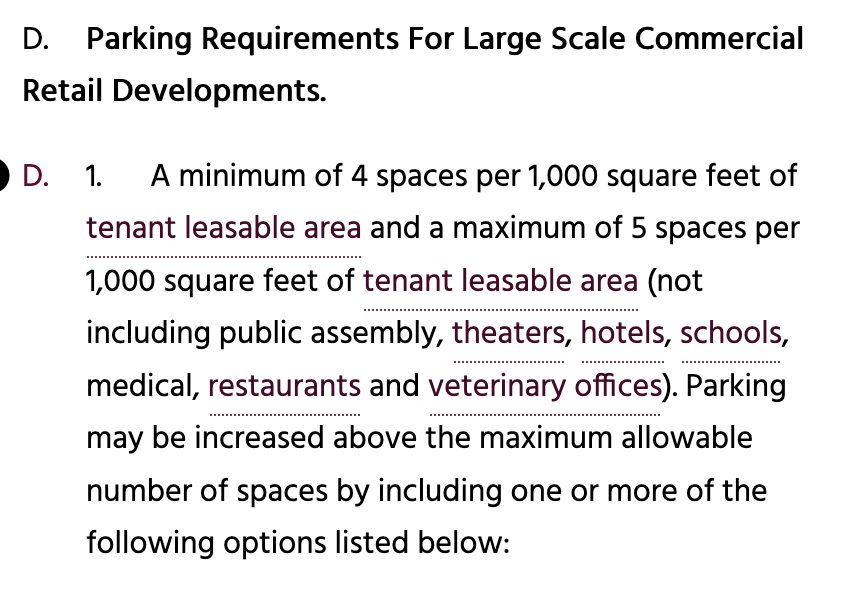 D. Parking Requirements For Large Scale Commercial
Retail Developments.
D. 1. A minimum of 4 spaces per 1,000 square feet of
tenant leasable area and a maximum of 5 spaces per
1,000 square feet of tenant leasable area (not
including public assembly, theaters, hotels, schools,
medical, restaurants and veterinary offices). Parking
may be increased above the maximum allowable
number of spaces by including one or more of the
following options listed below: